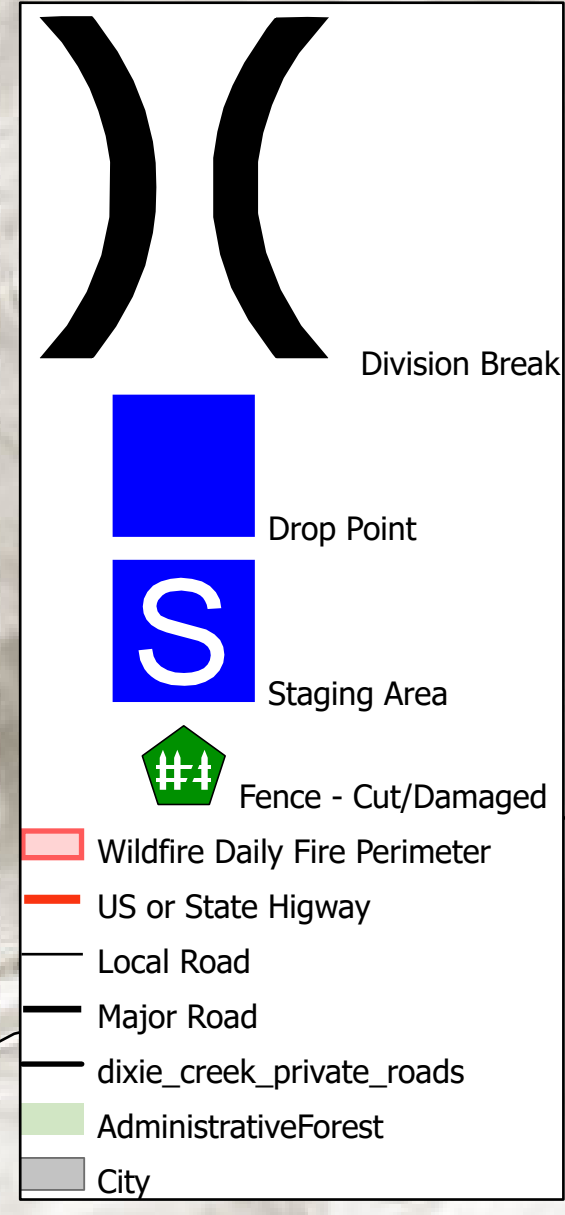 Division Break
Drop Point
S
Staging Area
Fence - Cut/Damaged
Wildfire Daily Fire Perimeter
US or State Higway
Local Road
Major Road
dixie_creek_private_roads
AdministrativeForest
City